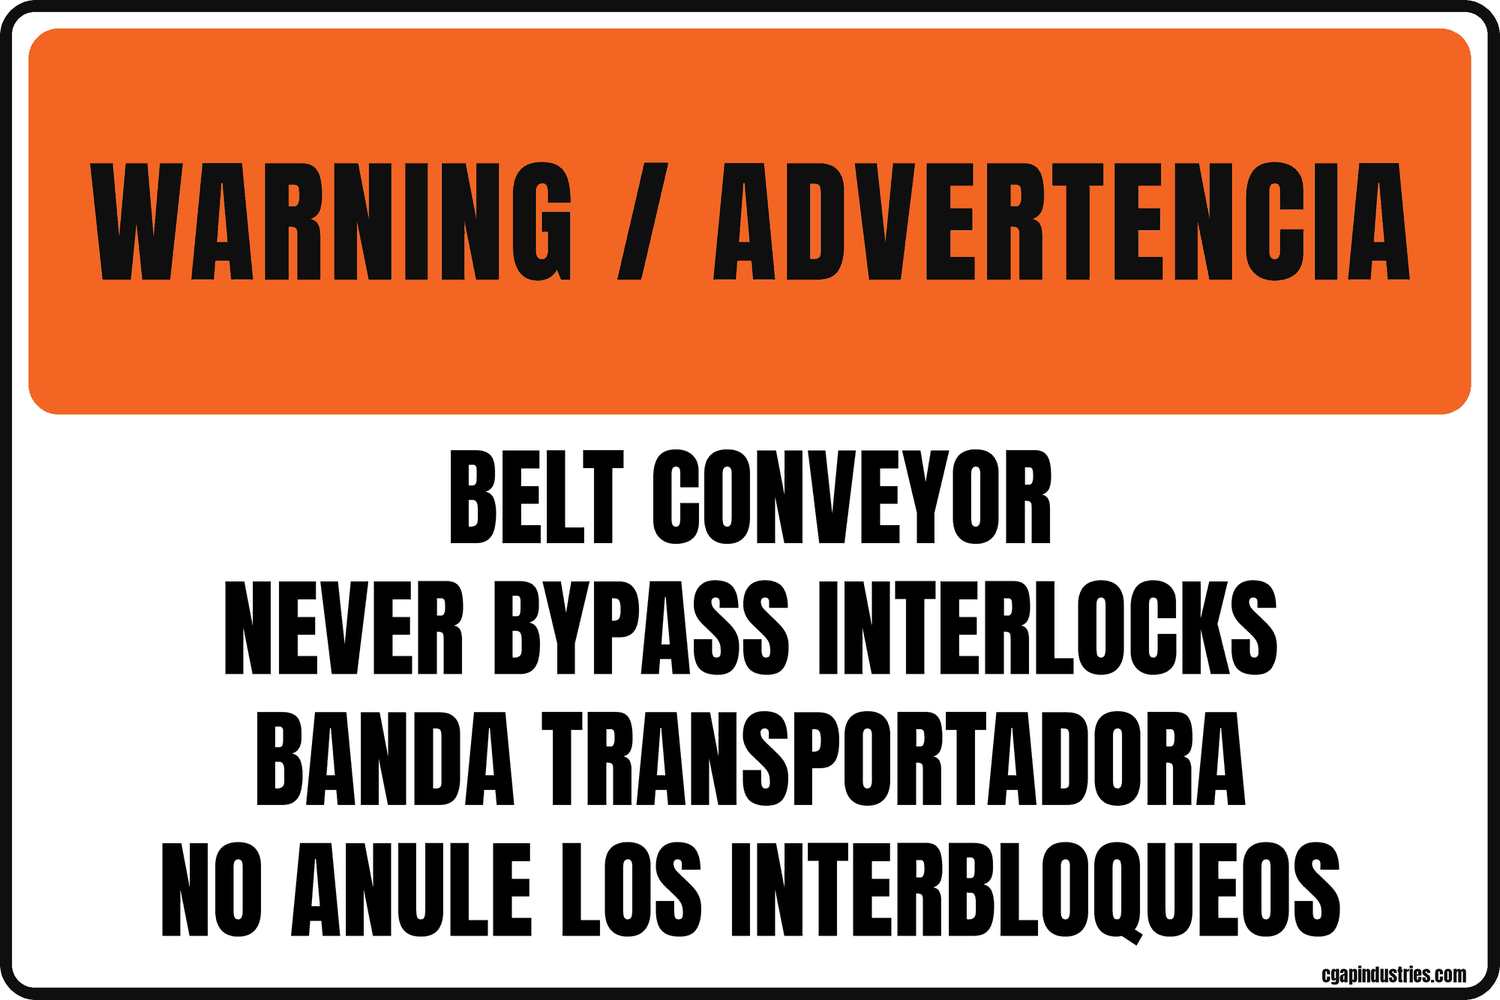 WARNING / ADVERTENCIA
BELT CONVEYOR
NEVER BYPASS INTERLOCKS
BANDA TRANSPORTADORA
NO ANULE LOS INTERBLOQUEOS
cgapindustries.com